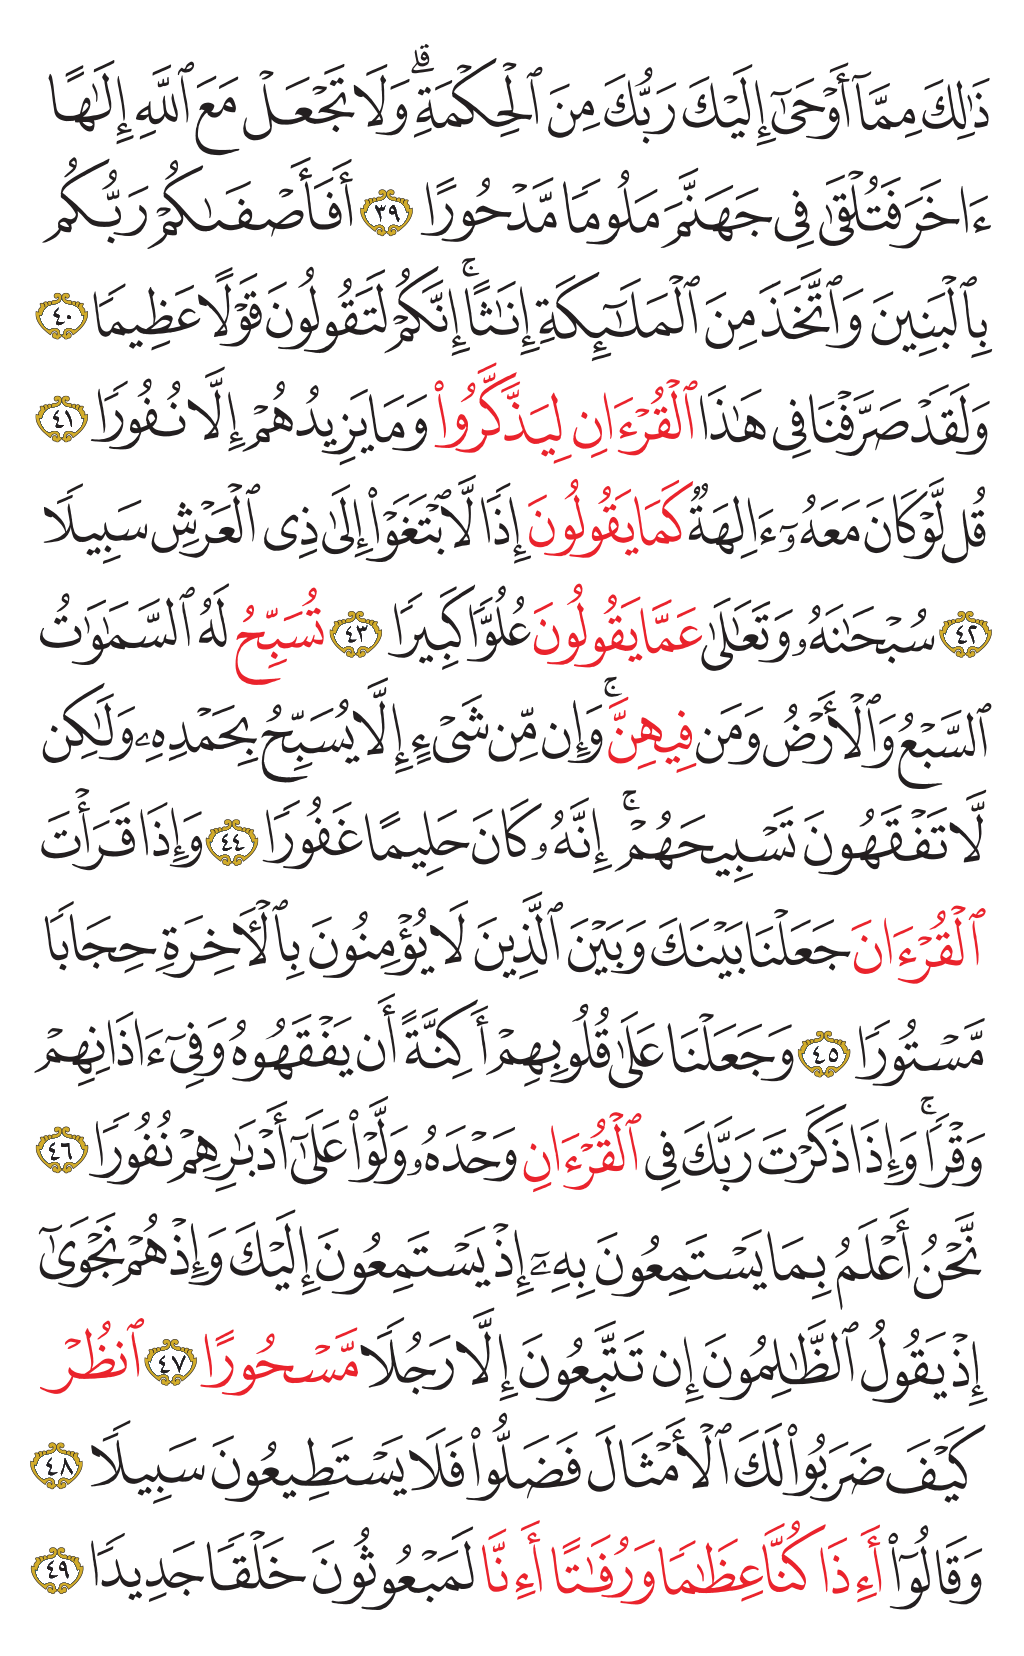 ذَٰلِكَ مِمَّآ أَوْحَىٰٓ إِلَيْكَ رَبُّكَ مِنَ ٱلْحِكْمَةِۗ وَلَا تَجْعَلْ مَعَ ٱللَّهِ إِلَٰهًا
ءَاخَرَ فَتُلْقَىٰ فِى جَهَنَّمَ مَلُومًا مَّدْحُورًا ٣٩ أَفَأَصْفَىٰكُمْ رَبُّكُم
بِٱلْبَنِينَ وَٱتَّخَذَ مِنَ ٱلْمَلَٰٓئِكَةِ إِنَٰثًاۚ إِنَّكُمْ لَتَقُولُونَ قَوْلًا عَظِيمًا ٤٠
وَلَقَدْ صَرَّفْنَا فِى هَٰذَا ٱلْقُرْءَانِ لِيَذَّكَّرُوا۟ وَمَا يَزِيدُهُمْ إِلَّا نُفُورًا ٤١
قُل لَّوْ كَانَ مَعَهُۥٓ ءَالِهَةٌ كَمَا يَقُولُونَ إِذًا لَّٱبْتَغَوْا۟ إِلَىٰ ذِى ٱلْعَرْشِ سَبِيلًا
٤٢ سُبْحَٰنَهُۥ وَتَعَٰلَىٰ عَمَّا يَقُولُونَ عُلُوًّا كَبِيرًا ٤٣ تُسَبِّحُ لَهُ ٱلسَّمَٰوَٰتُ
ٱلسَّبْعُ وَٱلْأَرْضُ وَمَن فِيهِنَّۚ وَإِن مِّن شَىْءٍ إِلَّا يُسَبِّحُ بِحَمْدِهِۦ وَلَٰكِن
لَّا تَفْقَهُونَ تَسْبِيحَهُمْۚ إِنَّهُۥ كَانَ حَلِيمًا غَفُورًا ٤٤ وَإِذَا قَرَأْتَ
ٱلْقُرْءَانَ جَعَلْنَا بَيْنَكَ وَبَيْنَ ٱلَّذِينَ لَا يُؤْمِنُونَ بِٱلْءَاخِرَةِ حِجَابًا
مَّسْتُورًا ٤٥ وَجَعَلْنَا عَلَىٰ قُلُوبِهِمْ أَكِنَّةً أَن يَفْقَهُوهُ وَفِىٓ ءَاذَانِهِمْ
وَقْرًاۚ وَإِذَا ذَكَرْتَ رَبَّكَ فِى ٱلْقُرْءَانِ وَحْدَهُۥ وَلَّوْا۟ عَلَىٰٓ أَدْبَٰرِهِمْ نُفُورًا ٤٦
نَّحْنُ أَعْلَمُ بِمَا يَسْتَمِعُونَ بِهِۦٓ إِذْ يَسْتَمِعُونَ إِلَيْكَ وَإِذْ هُمْ نَجْوَىٰٓ
إِذْ يَقُولُ ٱلظَّٰلِمُونَ إِن تَتَّبِعُونَ إِلَّا رَجُلًا مَّسْحُورًا ٤٧ ٱنظُرْ
كَيْفَ ضَرَبُوا۟ لَكَ ٱلْأَمْثَالَ فَضَلُّوا۟ فَلَا يَسْتَطِيعُونَ سَبِيلًا ٤٨
وَقَالُوٓا۟ أَءِذَا كُنَّا عِظَٰمًا وَرُفَٰتًا أَءِنَّا لَمَبْعُوثُونَ خَلْقًا جَدِيدًا ٤٩